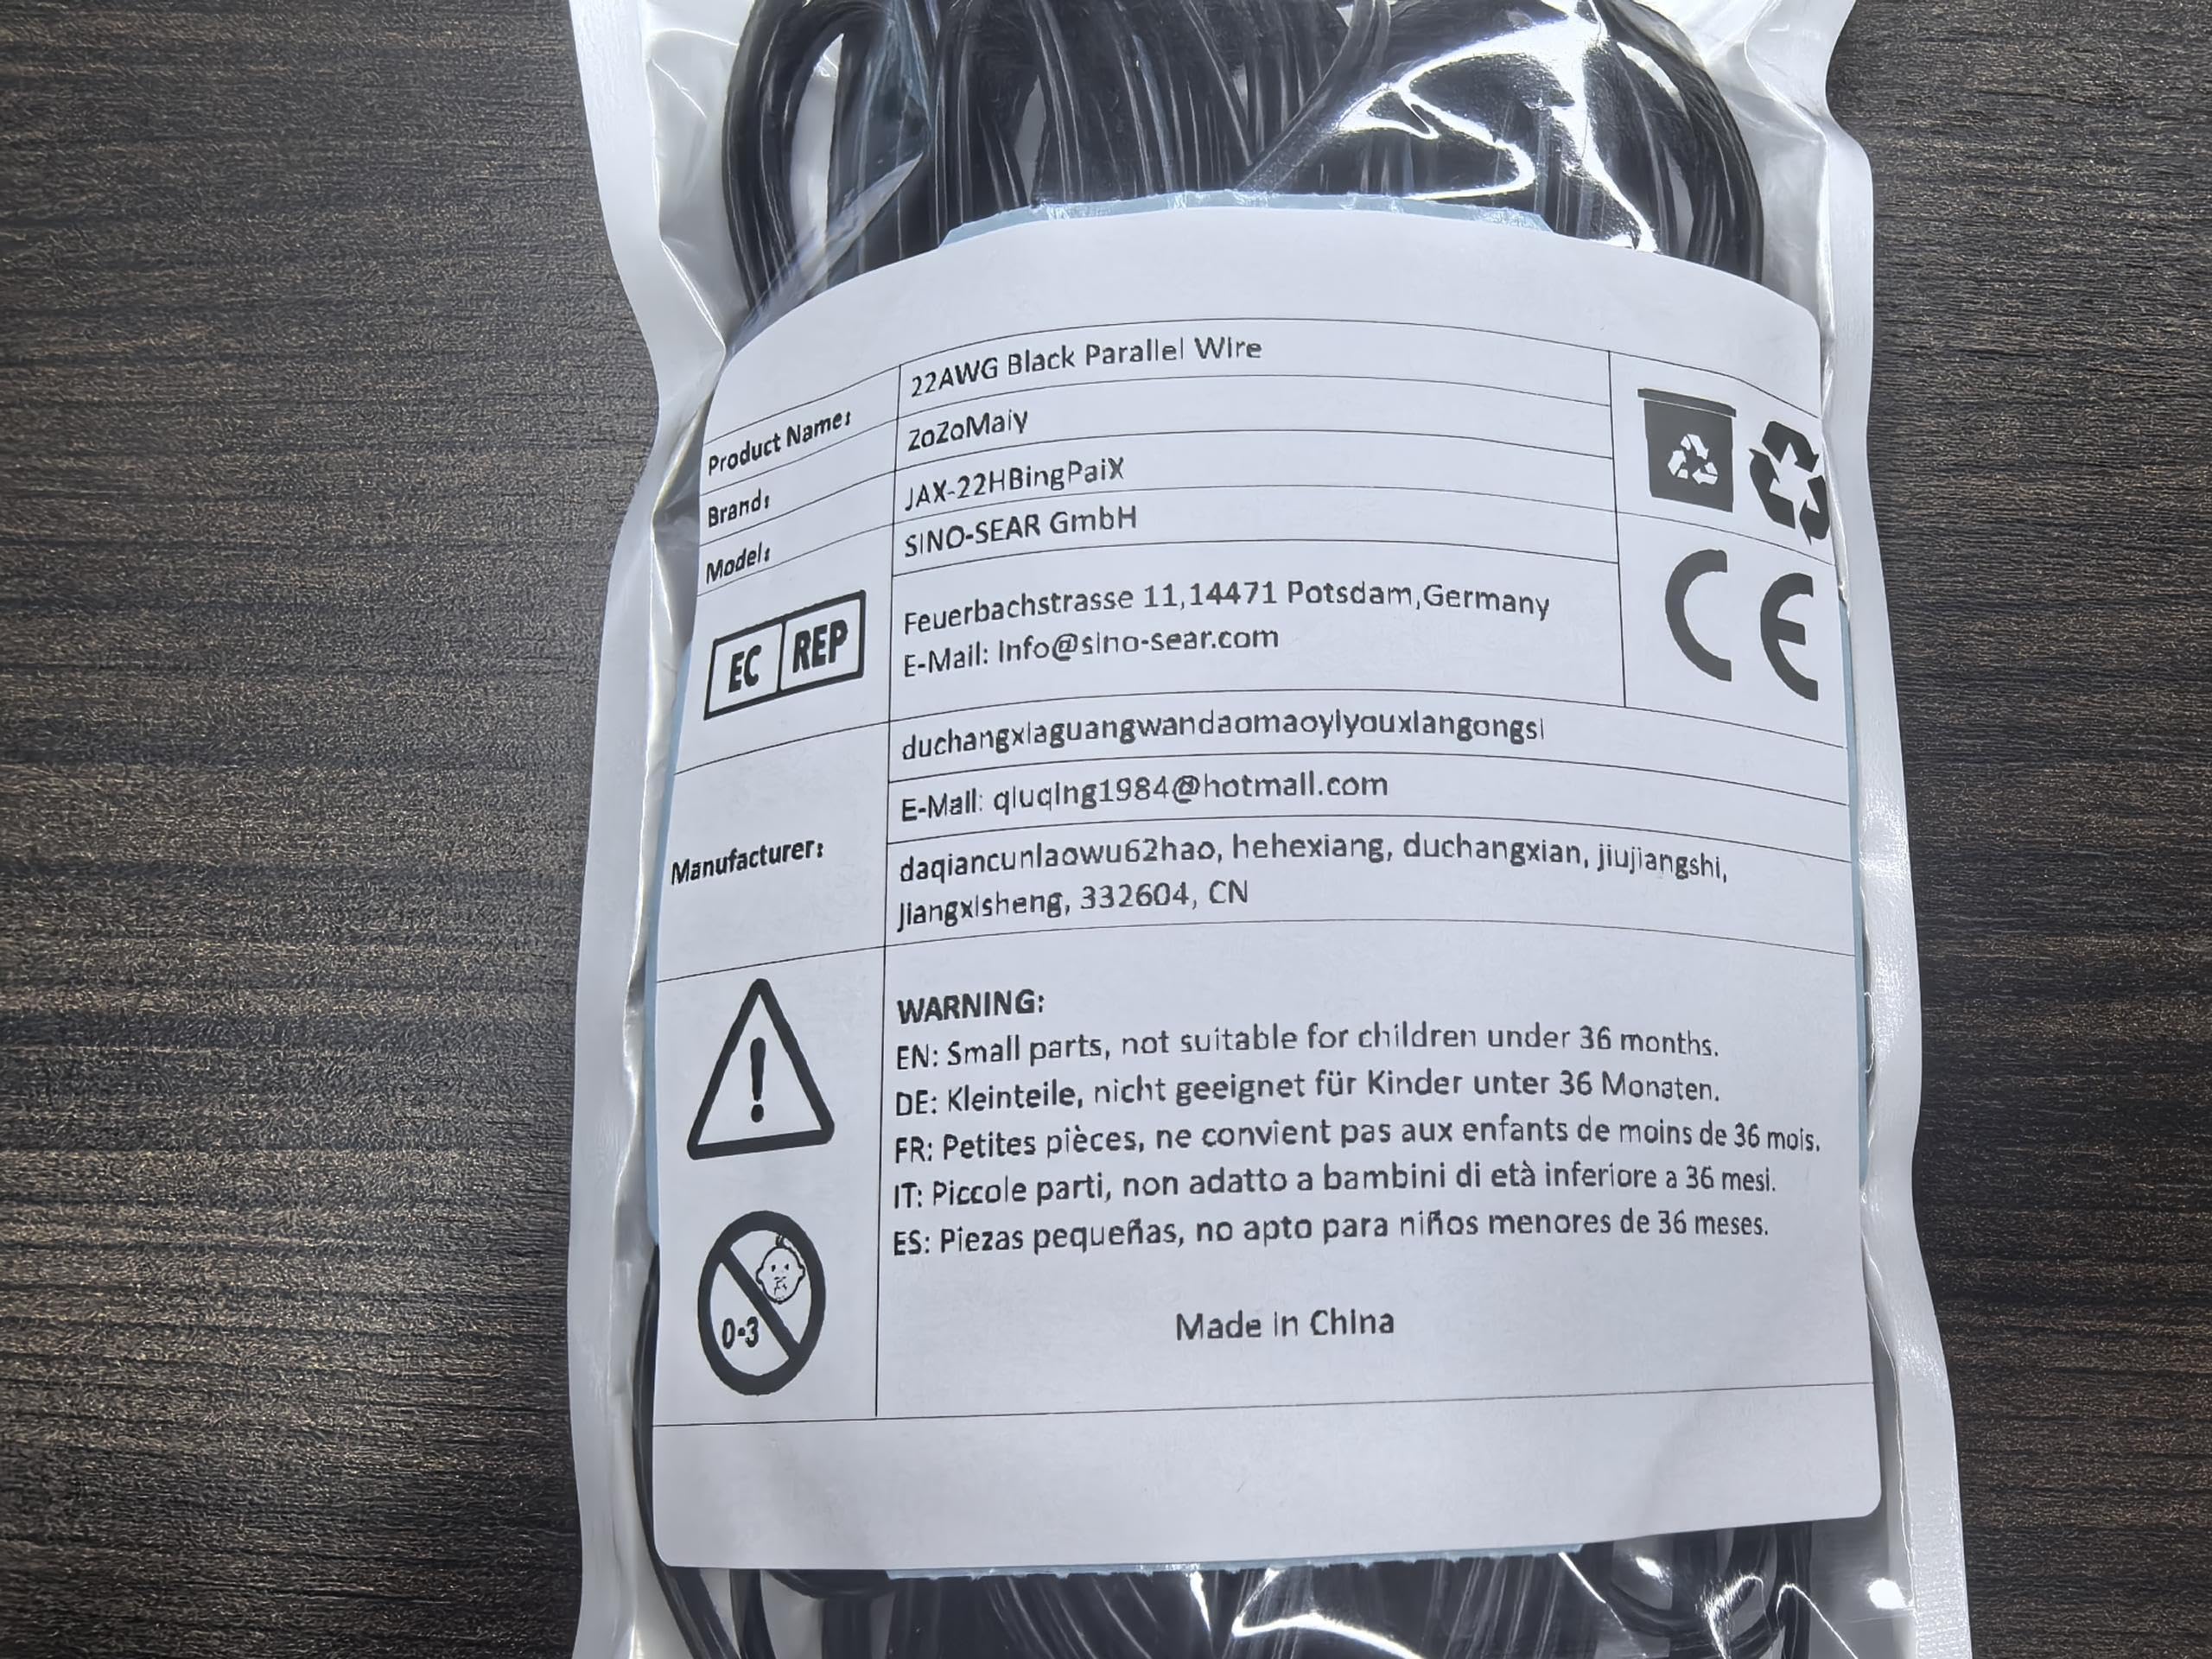 Product Name: 22AWG Black Parallel Wire
Brand: ZoZoMaiy
Model: JAX-22HBingPaiX
EC REP SINO-SEAR GmbH
Feuerbachstrasse 11,14471 Potsdam,Germany
E-Mail: info@sino-sear.com
CE
Manufacturer: duchangxiaguangwandaomaoyiyouxiangongsi
E-Mail: qiuqing1984@hotmail.com
daqiancunlaowu62hao, hehexiang, duchangxian, jiujiangshi,
Jiangxisheng, 332604, CN
WARNING:
EN: Small parts, not suitable for children under 36 months.
DE: Kleinteile, nicht geeignet für Kinder unter 36 Monaten.
FR: Petites pièces, ne convient pas aux enfants de moins de 36 mois.
IT: Piccole parti, non adatto a bambini di età inferiore a 36 mesi.
ES: Piezas pequeñas, no apto para niños menores de 36 meses.
0-3
Made in China